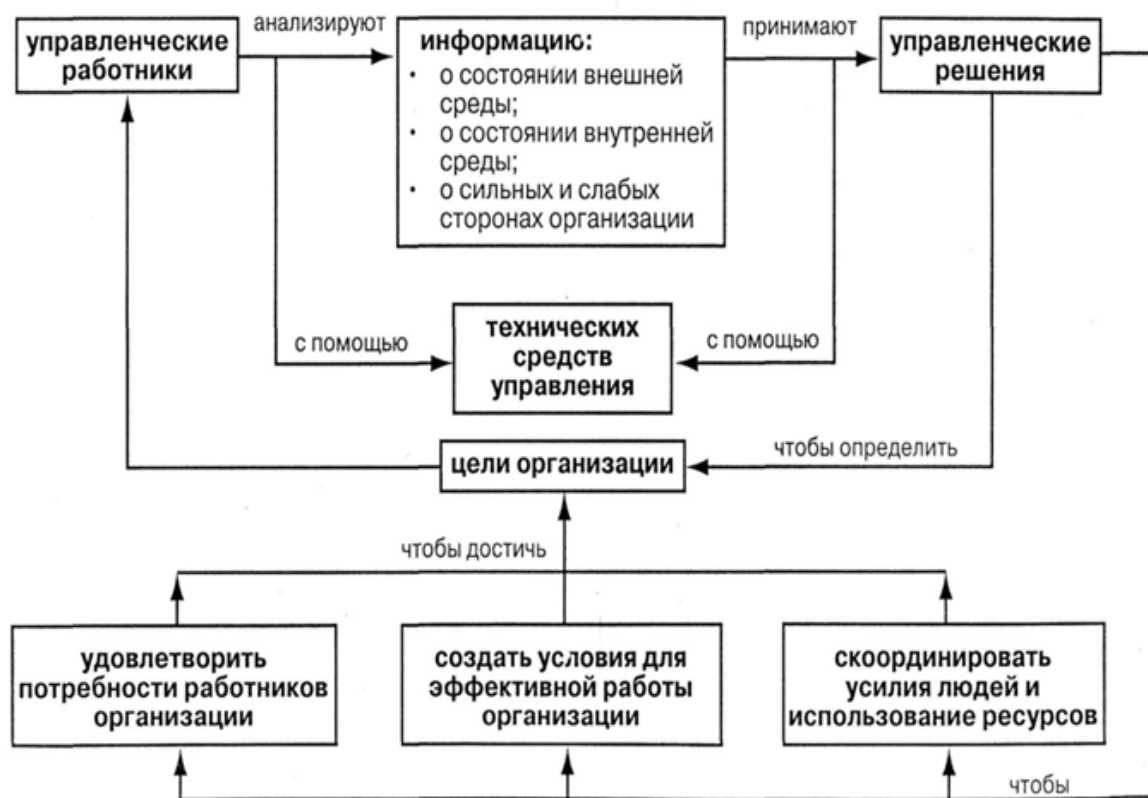 управленческие
работники
анализируют
информацию:
· о состоянии внешней
среды;
· о состоянии внутренней
среды;
· о сильных и слабых
сторонах организации
принимают
управленческие
решения
с помощью
технических
средств
управления
с помощью
цели организации
чтобы определить
чтобы достичь
удовлетворить
потребности работников
организации
создать условия для
эффективной работы
организации
скоординировать
усилия людей и
использование ресурсов
чтобы